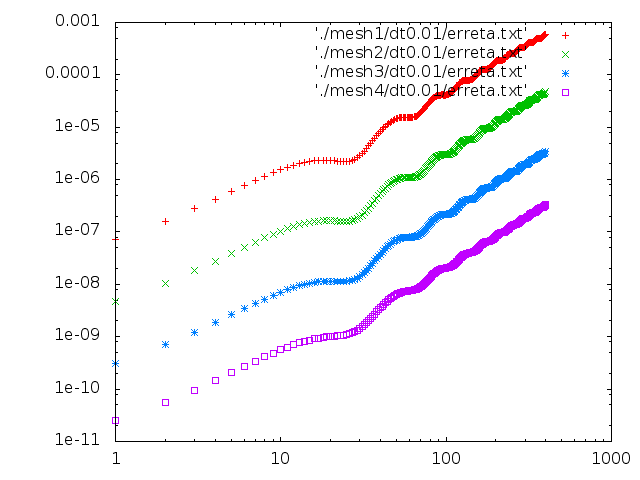 0.001
0.0001
1e-05
1e-06
1e-07
1e-08
1e-09
1e-10
1e-11
1 10 100 1000
'./mesh1/dt0.01/erreta.txt'
'./mesh2/dt0.01/erreta.txt'
'./mesh3/dt0.01/erreta.txt'
'./mesh4/dt0.01/erreta.txt'